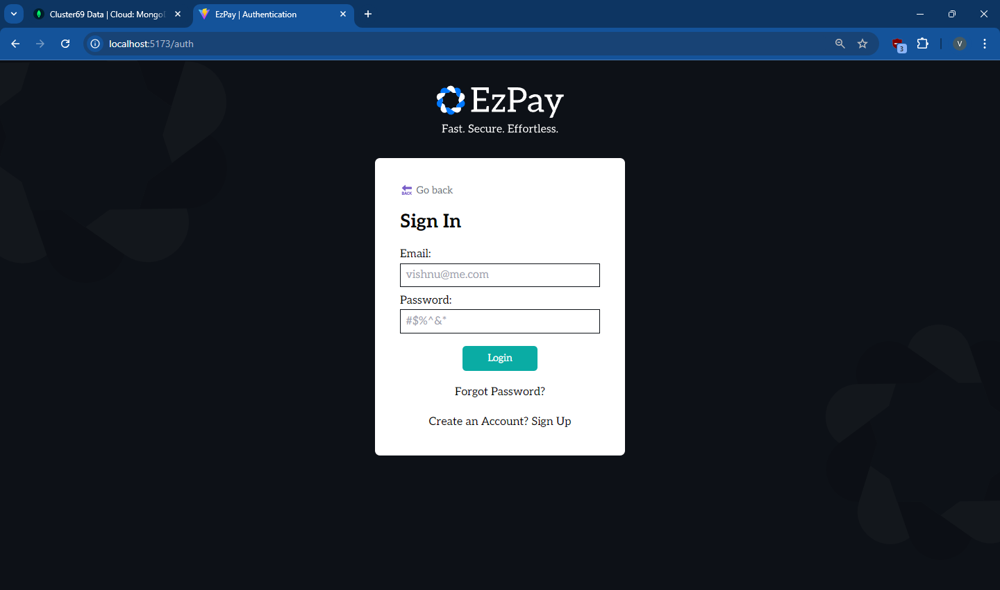 Cluster69 Data | Cloud: Mongo
EzPay | Authentication
localhost:5173/auth
3
V
EzPay
Fast. Secure. Effortless.
BACK Go back
Sign In
Email:
vishnu@me.com
Password:
#$%^&*
Login
Forgot Password?
Create an Account? Sign Up